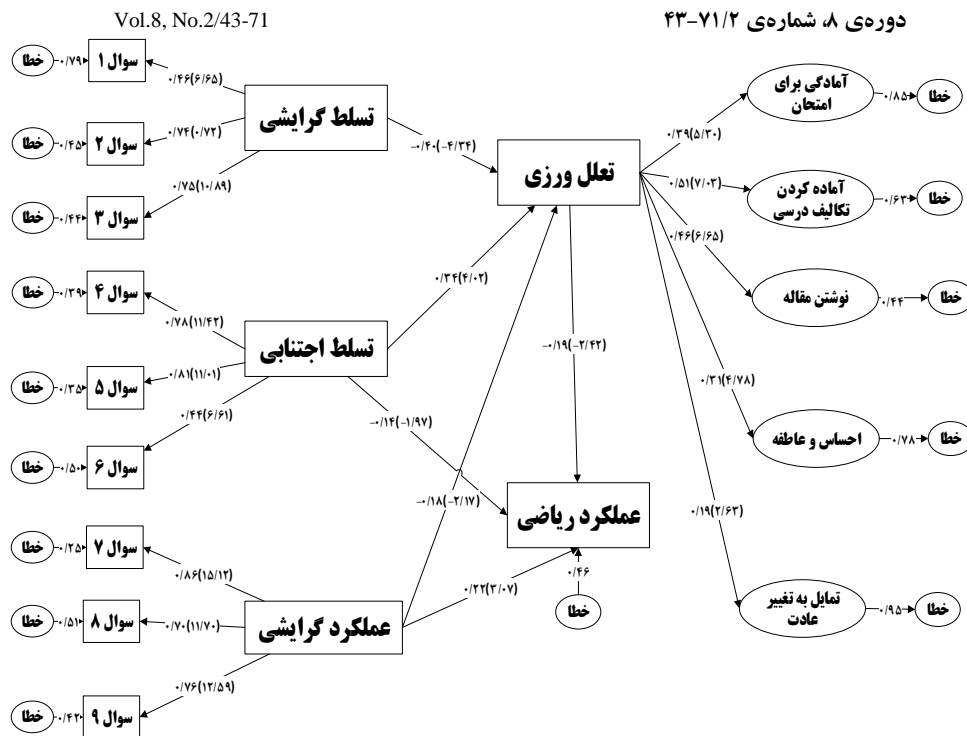 Vol.8, No.2/43-71
دوره‌ی ۸، شماره‌ی ۴۳-۷۱/۲
خطا
۰/۷۹
سوال ۱
۰/۴۶(۶/۶۵)
خطا
۰/۴۵
سوال ۲
۰/۷۴(۰/۷۲)
خطا
۰/۴۴
سوال ۳
۰/۷۵(۱۰/۸۹)
تسلط گرایشی
-۰/۴۰(-۴/۳۴)
خطا
۰/۳۹
سوال ۴
۰/۷۸(۱۱/۴۲)
خطا
۰/۳۵
سوال ۵
۰/۸۱(۱۱/۰۱)
خطا
۰/۵۰
سوال ۶
۰/۴۴(۶/۶۱)
تسلط اجتنابی
۰/۳۴(۴/۰۲)
-۰/۱۴(-۱/۹۷)
خطا
۰/۲۵
سوال ۷
۰/۸۶(۱۵/۱۲)
خطا
۰/۵۱
سوال ۸
۰/۷۰(۱۱/۷۰)
خطا
۰/۴۲
سوال ۹
۰/۷۶(۱۲/۵۹)
عملکرد گرایشی
-۰/۱۸(-۲/۱۷)
۰/۲۲(۳/۰۷)
تعلل ورزی
-۰/۱۹(-۲/۴۲)
عملکرد ریاضی
۰/۴۶
خطا
۰/۳۹(۵/۳۰)
آمادگی برای
امتحان
۰/۸۵
خطا
۰/۵۱(۷/۰۳)
آماده کردن
تکالیف درسی
۰/۶۳
خطا
۰/۴۶(۶/۶۵)
نوشتن مقاله
۰/۴۴
خطا
۰/۳۱(۴/۷۸)
احساس و عاطفه
۰/۷۸
خطا
۰/۱۹(۲/۶۳)
تمایل به تغییر
عادت
۰/۹۵
خطا